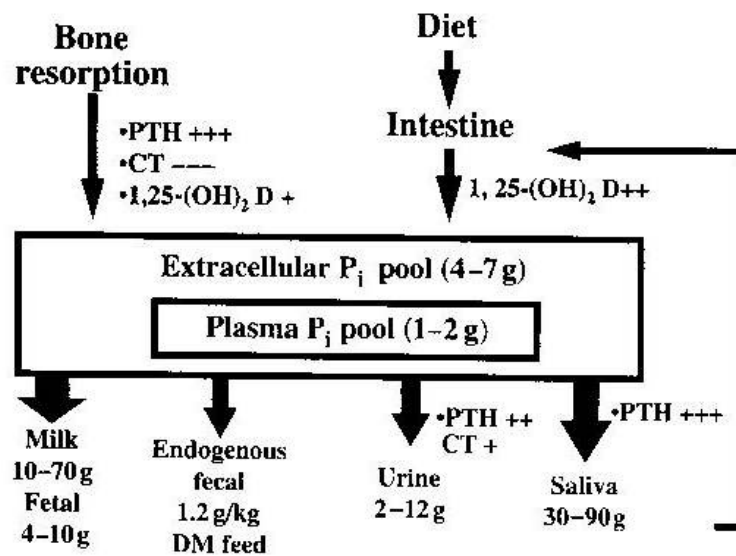 Bone
resorption
•PTH +++
•CT −−−
•1,25-(OH)₂ D +
Diet
Intestine
1, 25-(OH)₂ D++
Extracellular Pᵢ pool (4–7 g)
Plasma Pᵢ pool (1–2 g)
Milk
10–70 g
Fetal
4–10 g
Endogenous
fecal
1.2 g/kg
DM feed
•PTH ++
CT +
Urine
2–12 g
•PTH +++
Saliva
30–90 g